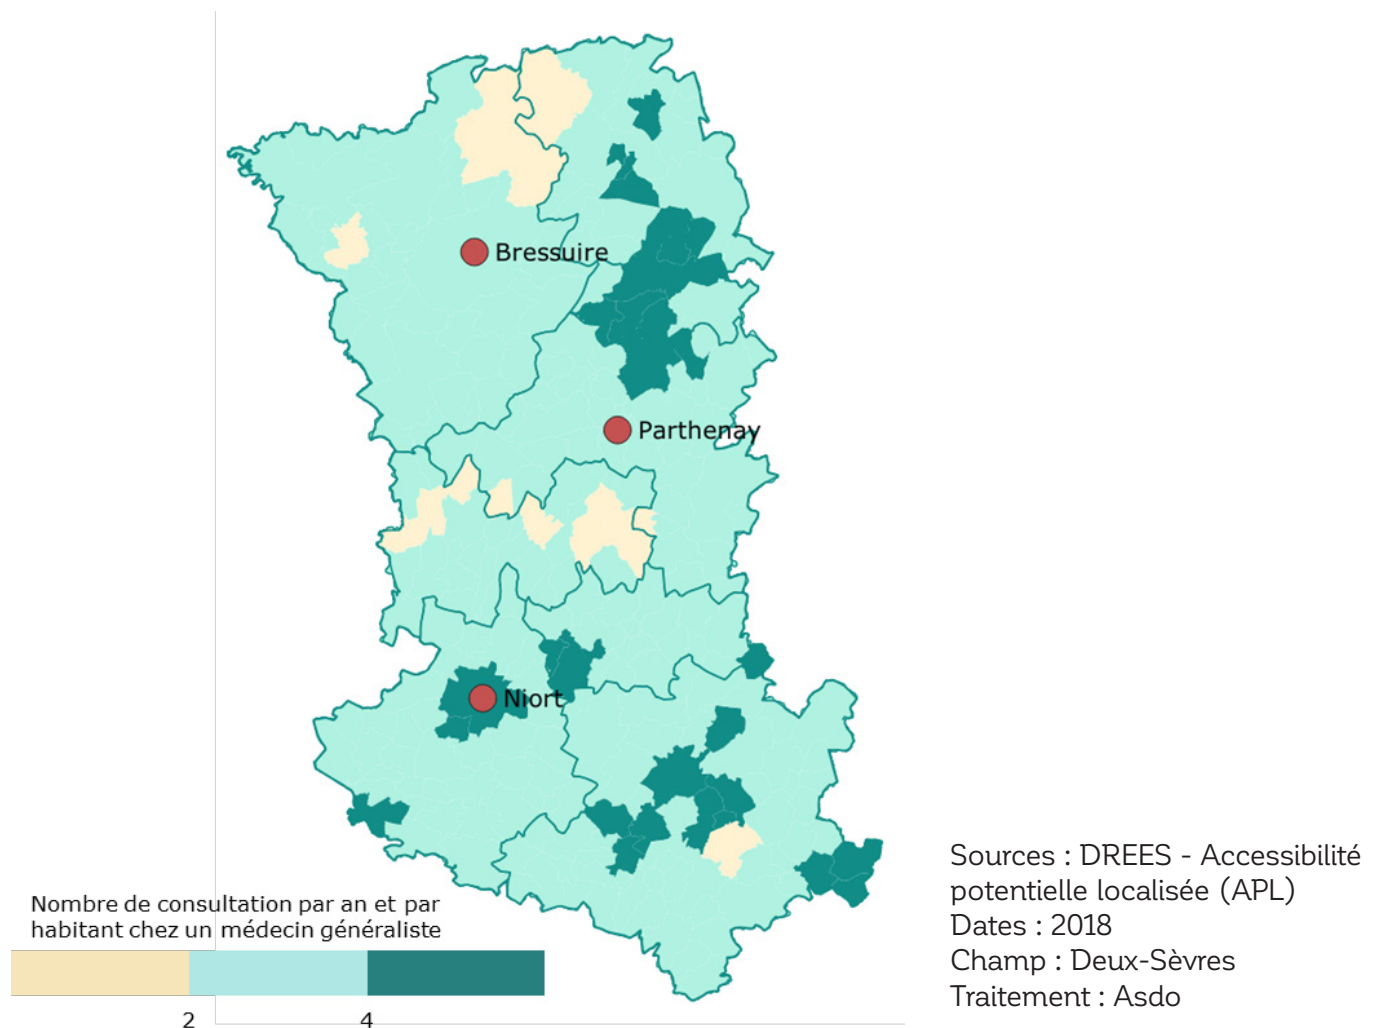 Bressuire
Parthenay
Niort
Nombre de consultation par an et par
habitant chez un médecin généraliste
2 4
Sources : DREES - Accessibilité
potentielle localisée (APL)
Dates : 2018
Champ : Deux-Sèvres
Traitement : Asdo